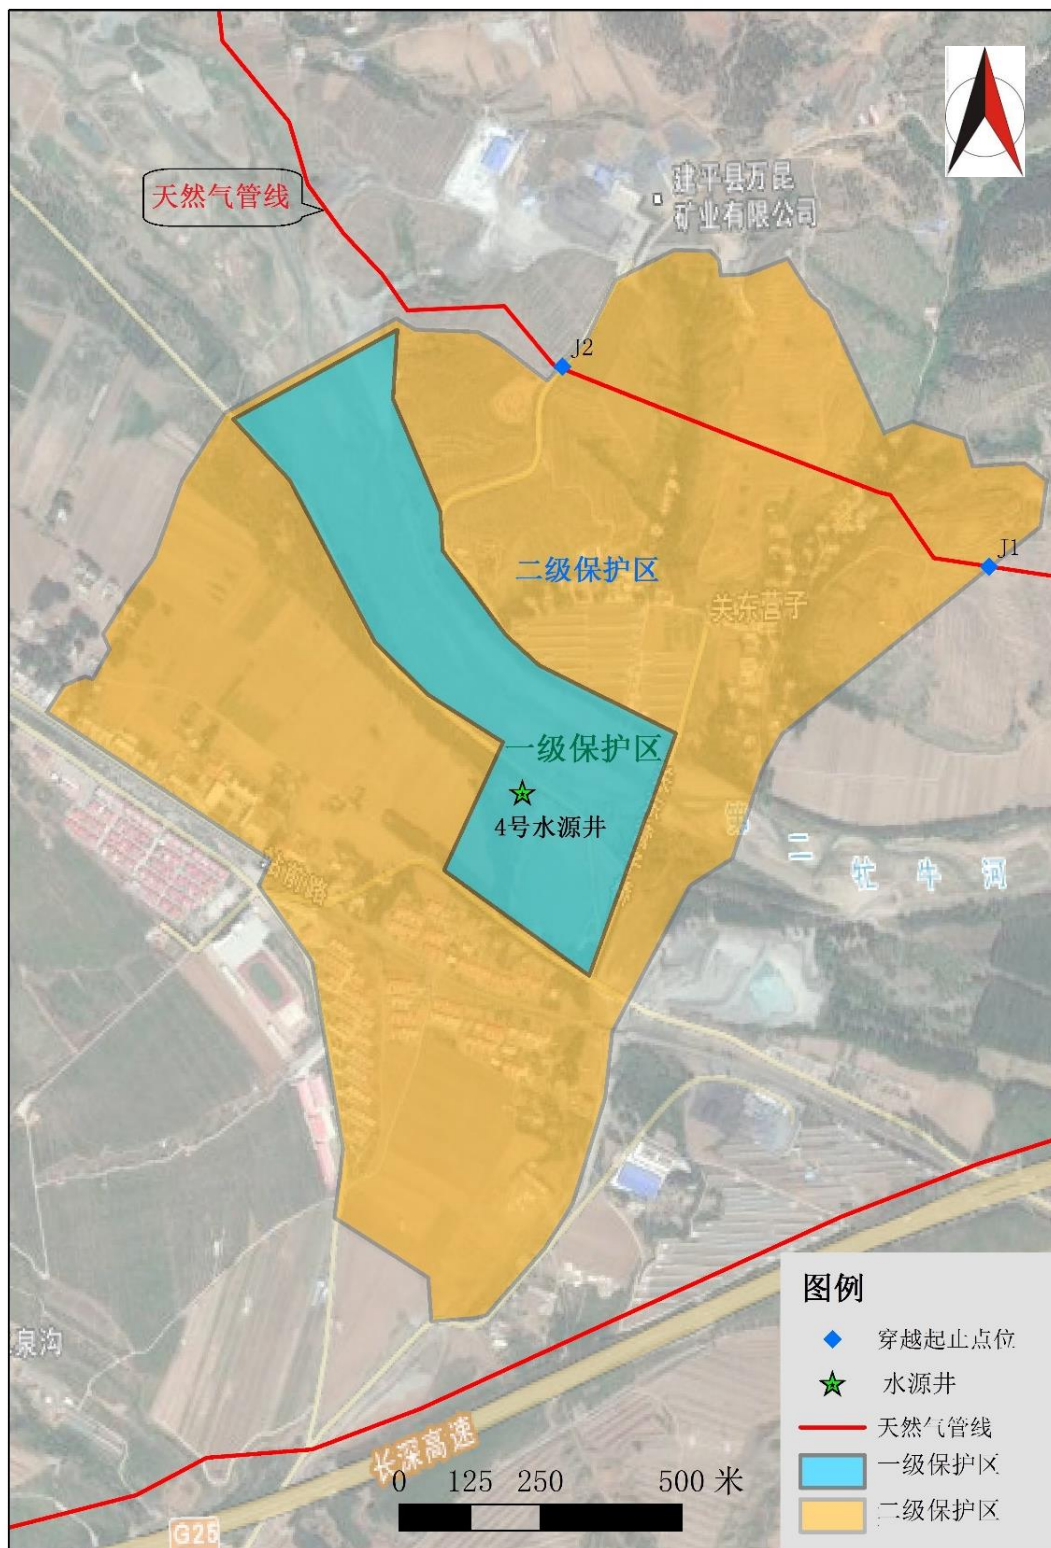 天然气管线
建平县万昆
矿业有限公司
J2
J1
二级保护区
关东营子
一级保护区
4号水源井
第二牤牛河
泉沟
长深高速
G25
图例
穿越起止点位
水源井
天然气管线
一级保护区
二级保护区
0 125 250 500 米